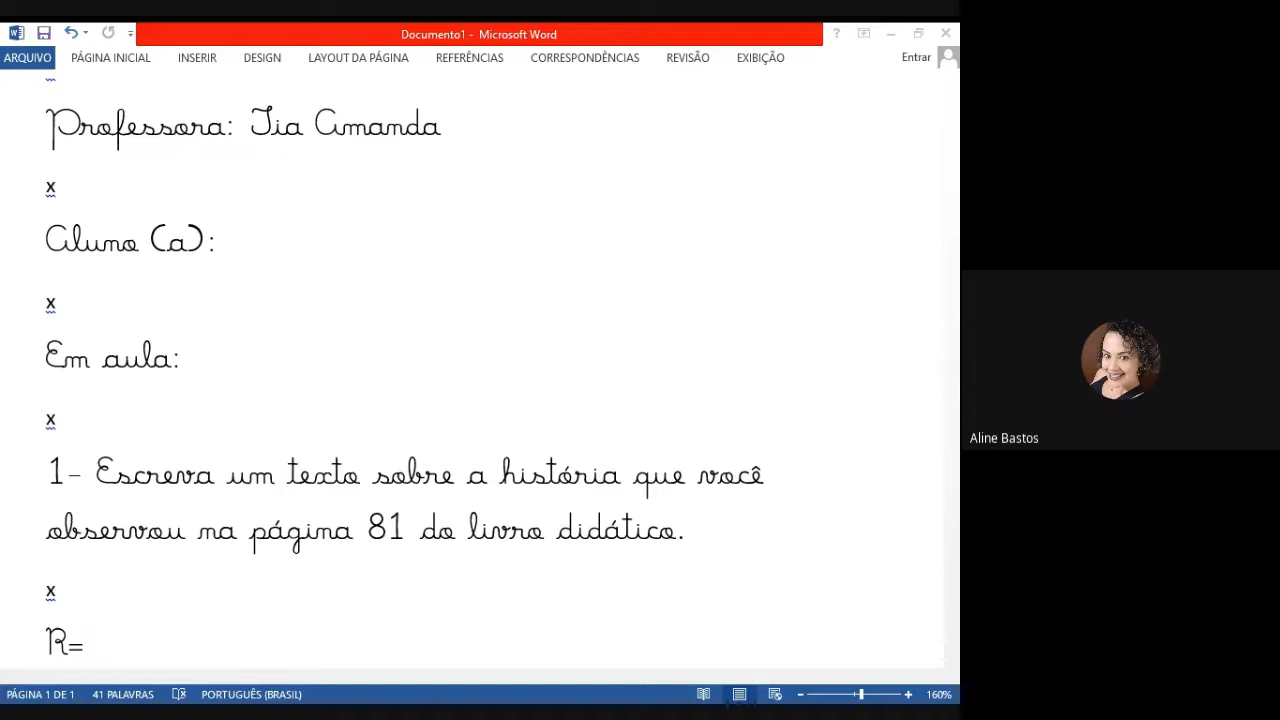 Documento1 - Microsoft Word
?
ARQUIVO PÁGINA INICIAL INSERIR DESIGN LAYOUT DA PÁGINA REFERÊNCIAS CORRESPONDÊNCIAS REVISÃO EXIBIÇÃO Entrar
Professora: Tia Amanda
x
Aluno (a):
x
Em aula:
x
1- Escreva um texto sobre a história que você
observou na página 81 do livro didático.
x
R=
Aline Bastos
PÁGINA 1 DE 1 41 PALAVRAS PORTUGUÊS (BRASIL) 160%